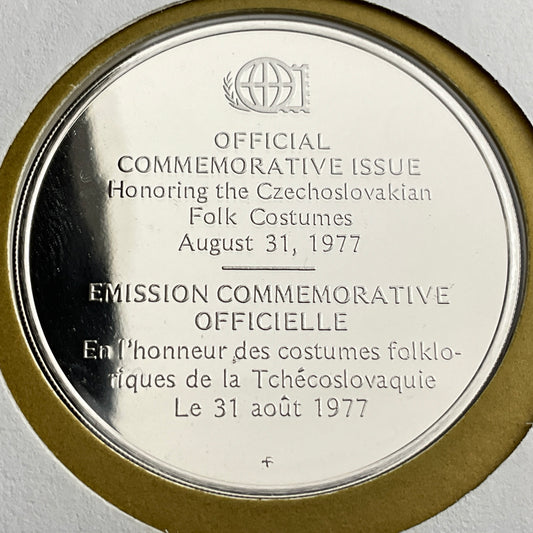 OFFICIAL
COMMEMORATIVE ISSUE
Honoring the Czechoslovakian
Folk Costumes
August 31, 1977
EMISSION COMMEMORATIVE
OFFICIELLE
En l'honneur des costumes folklo-
riques de la Tchécoslovaquie
Le 31 août 1977